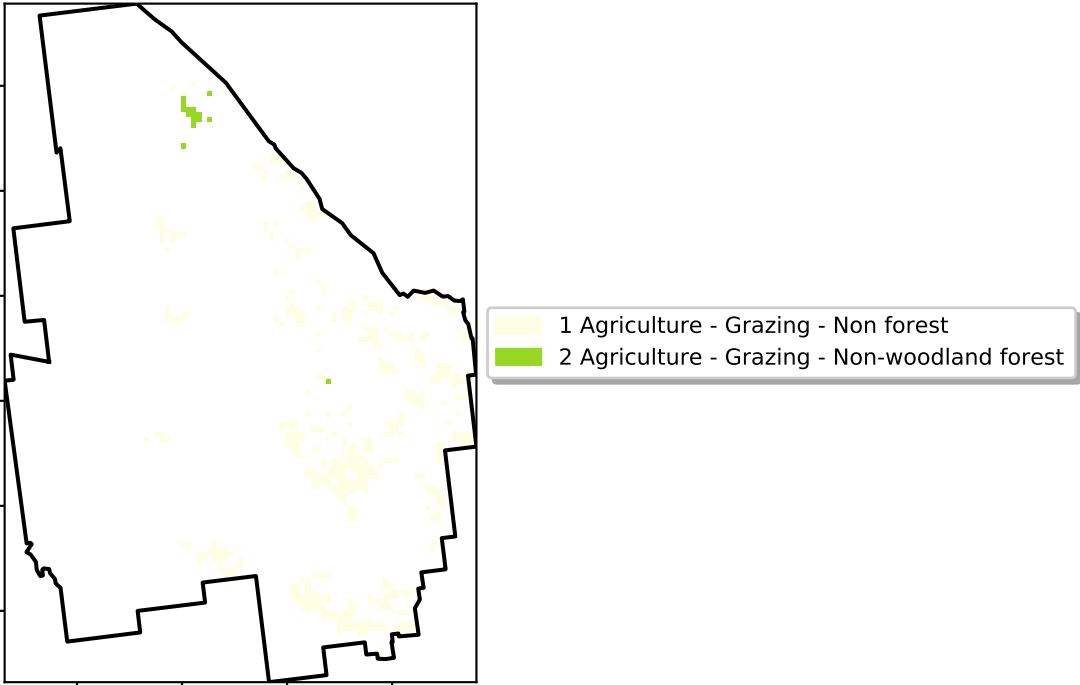 1 Agriculture - Grazing - Non forest
2 Agriculture - Grazing - Non-woodland forest